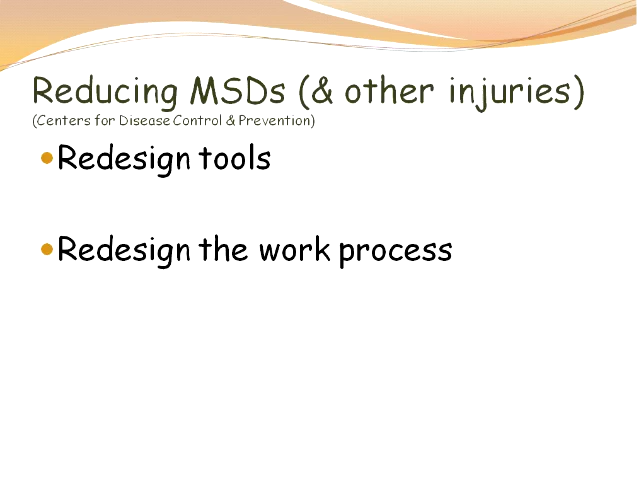 Reducing MSDs (& other injuries)
(Centers for Disease Control & Prevention)
Redesign tools
Redesign the work process